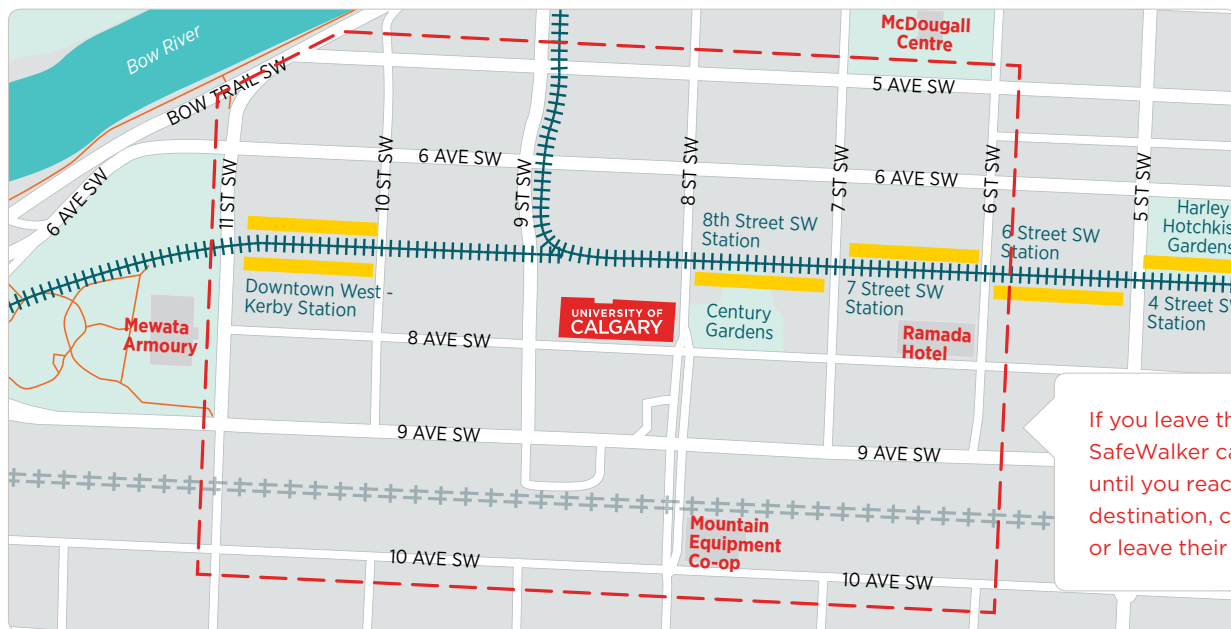 McDougall
Centre
Bow River
BOW TRAIL SW
5 AVE SW
6 AVE SW
6 AVE SW
6 AVE SW
11 ST SW
10 ST SW
9 ST SW
8 ST SW
7 ST SW
6 ST SW
5 ST SW
8th Street SW
Station
6 Street SW
Station
Harley
Hotchkis
Gardens
Downtown West -
Kerby Station
UNIVERSITY OF
CALGARY
Century
Gardens
7 Street SW
Station
4 Street S
Station
Mewata
Armoury
8 AVE SW
Ramada
Hotel
9 AVE SW
9 AVE SW
If you leave th
SafeWalker ca
until you reac
destination, c
or leave their
Mountain
Equipment
Co-op
10 AVE SW
10 AVE SW